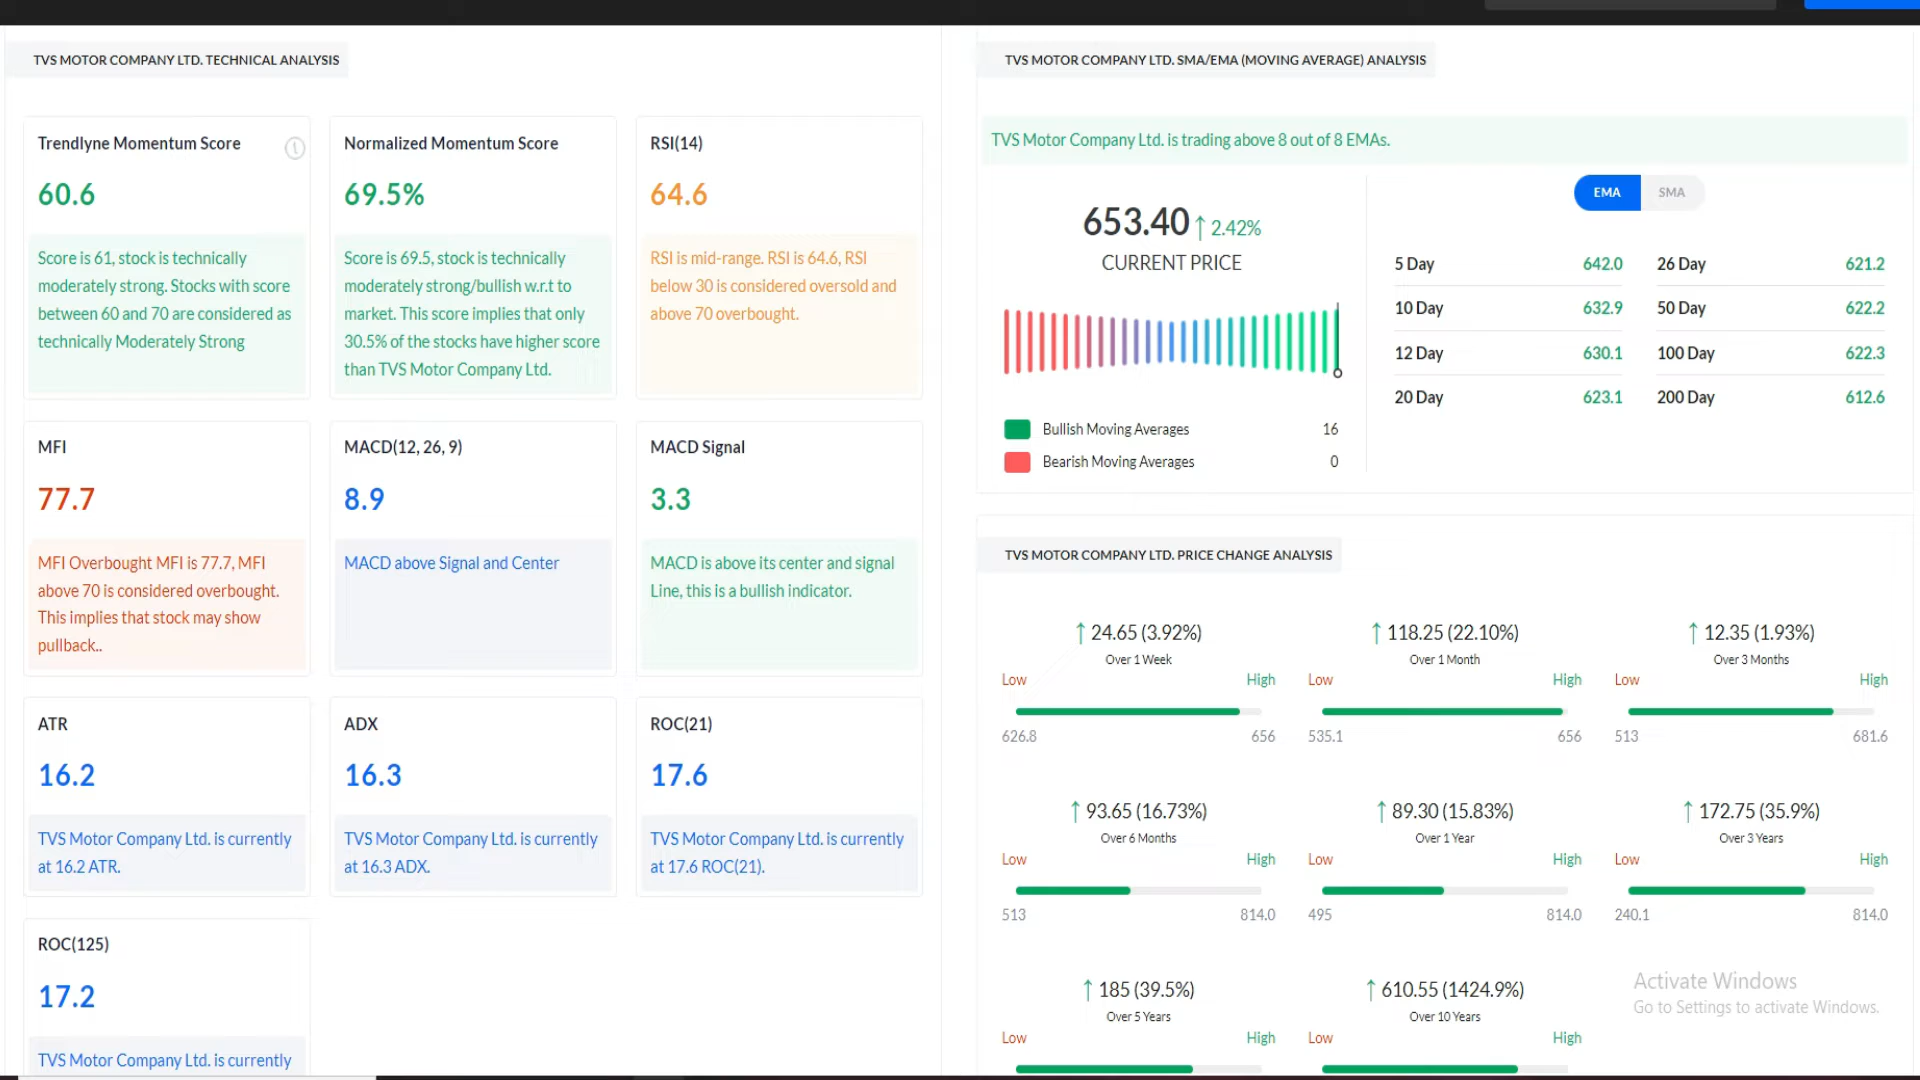 TVS MOTOR COMPANY LTD. TECHNICAL ANALYSIS
Trendlyne Momentum Score
60.6
Score is 61, stock is technically
moderately strong. Stocks with score
between 60 and 70 are considered as
technically Moderately Strong
Normalized Momentum Score
69.5%
Score is 69.5, stock is technically
moderately strong/bullish w.r.t to
market. This score implies that only
30.5% of the stocks have higher score
than TVS Motor Company Ltd.
RSI(14)
64.6
RSI is mid-range. RSI is 64.6, RSI
below 30 is considered oversold and
above 70 overbought.
MFI
77.7
MFI Overbought MFI is 77.7, MFI
above 70 is considered overbought.
This implies that stock may show
pullback..
MACD(12, 26, 9)
8.9
MACD above Signal and Center
MACD Signal
3.3
MACD is above its center and signal
Line, this is a bullish indicator.
ATR
16.2
TVS Motor Company Ltd. is currently
at 16.2 ATR.
ADX
16.3
TVS Motor Company Ltd. is currently
at 16.3 ADX.
ROC(21)
17.6
TVS Motor Company Ltd. is currently
at 17.6 ROC(21).
ROC(125)
17.2
TVS Motor Company Ltd. is currently
TVS MOTOR COMPANY LTD. SMA/EMA (MOVING AVERAGE) ANALYSIS
TVS Motor Company Ltd. is trading above 8 out of 8 EMAs.
653.40 ↑ 2.42%
CURRENT PRICE
Bullish Moving Averages 16
Bearish Moving Averages 0
EMA SMA
5 Day 642.0 26 Day 621.2
10 Day 632.9 50 Day 622.2
12 Day 630.1 100 Day 622.3
20 Day 623.1 200 Day 612.6
TVS MOTOR COMPANY LTD. PRICE CHANGE ANALYSIS
↑ 24.65 (3.92%)
Over 1 Week
Low High
626.8 656
↑ 118.25 (22.10%)
Over 1 Month
Low High
535.1 656
↑ 12.35 (1.93%)
Over 3 Months
Low High
513 681.6
↑ 93.65 (16.73%)
Over 6 Months
Low High
513 814.0
↑ 89.30 (15.83%)
Over 1 Year
Low High
495 814.0
↑ 172.75 (35.9%)
Over 3 Years
Low High
240.1 814.0
↑ 185 (39.5%)
Over 5 Years
Low High
↑ 610.55 (1424.9%)
Over 10 Years
Low High
Activate Windows
Go to Settings to activate Windows.